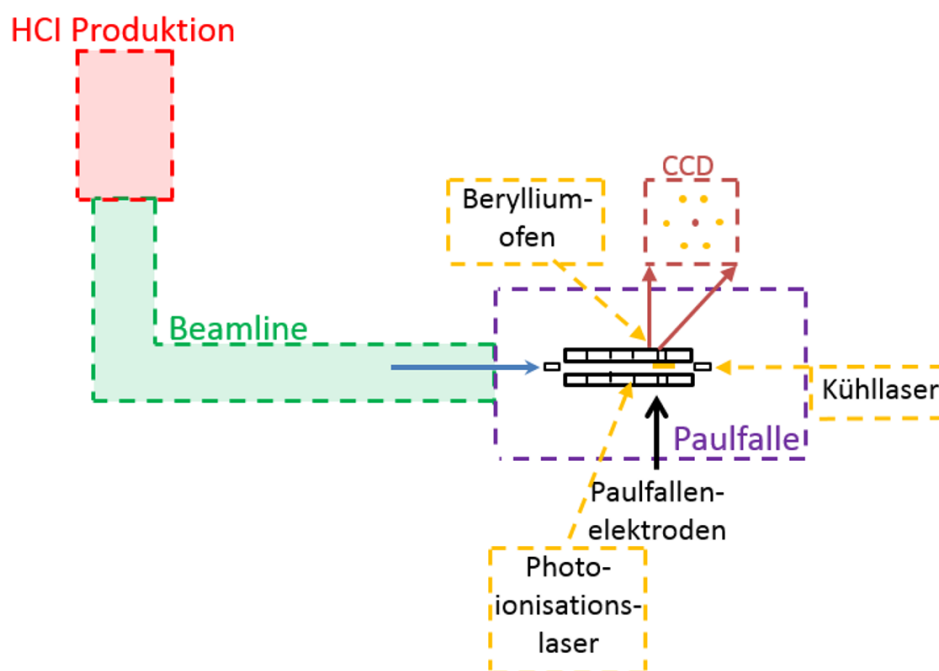 HCI Produktion
CCD
Beryllium-
ofen
Beamline
Kühllaser
Paulfalle
Paulfallen-
elektroden
Photo-
ionisations-
laser